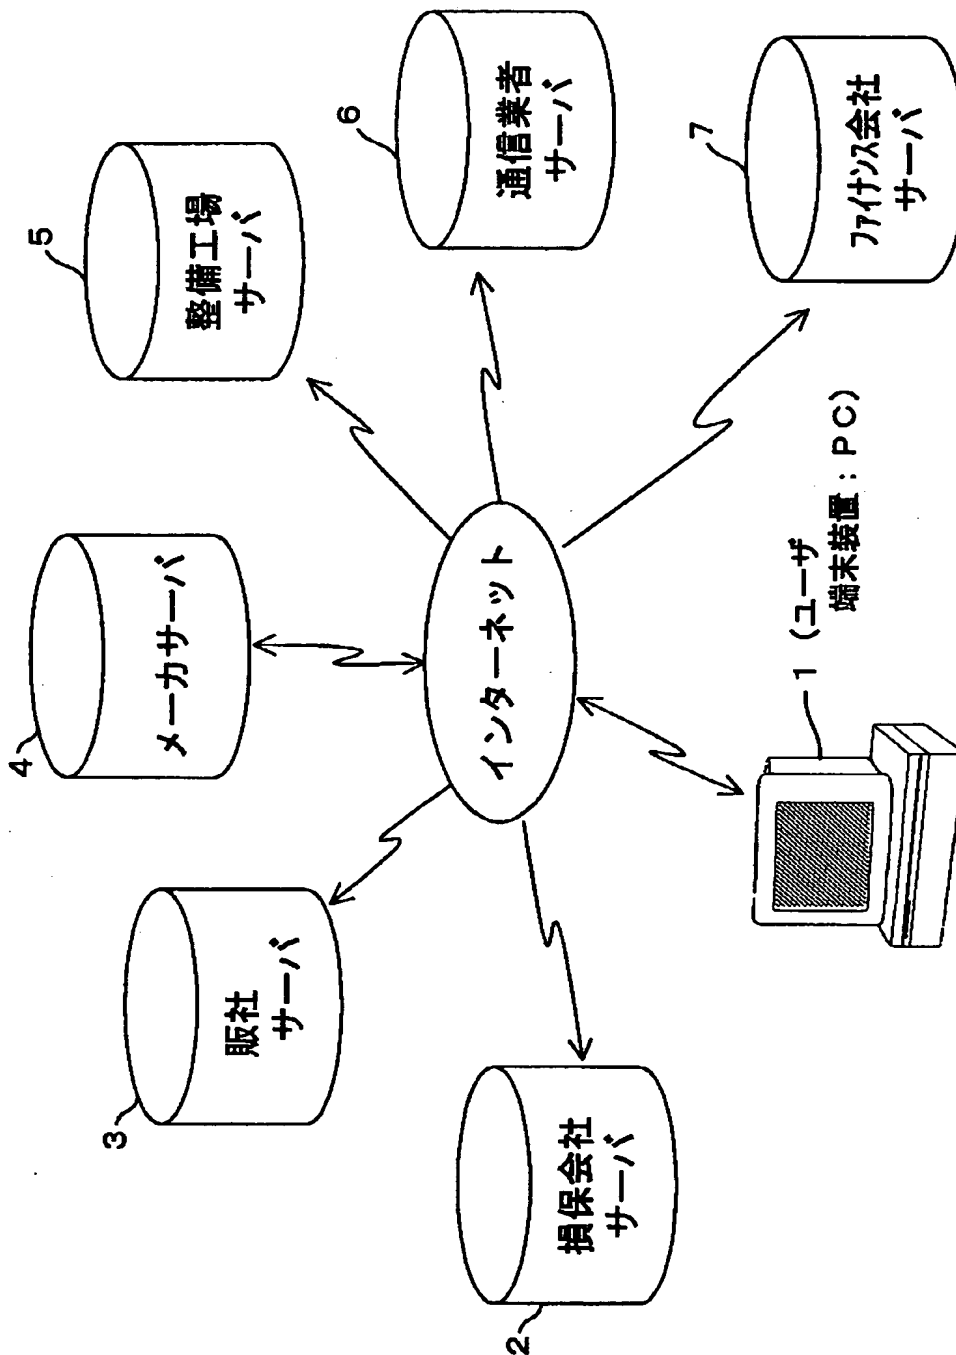 4
メーカサーバ
3
販社
サーバ
5
整備工場
サーバ
2
損保会社
サーバ
インターネット
6
通信業者
サーバ
1（ユーザ
端末装置：ＰＣ）
7
ファイナンス会社
サーバ